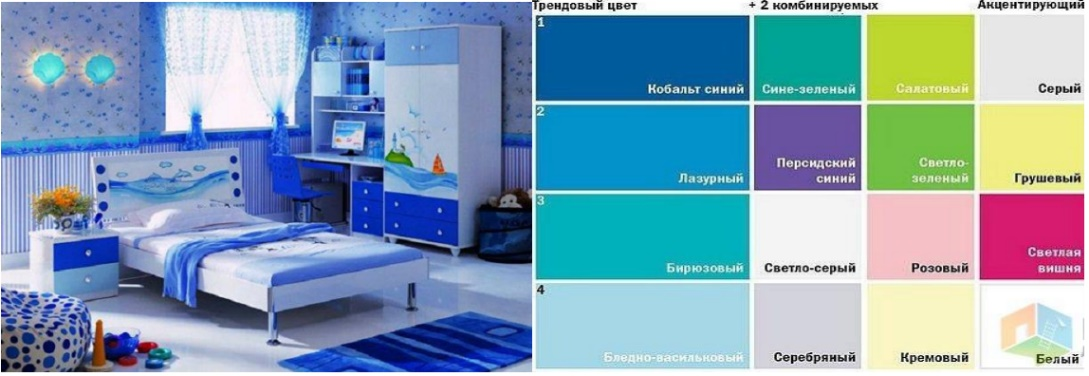 Трендовый цвет + 2 комбинируемых Акцентирующий
1
Кобальт синий
Сине-зеленый
Салатовый
Серый
2
Лазурный
Персидский
синий
Светло-
зеленый
Грушевый
3
Бирюзовый
Светло-серый
Розовый
Светлая
вишня
4
Бледно-васильковый
Серебряный
Кремовый
Белый